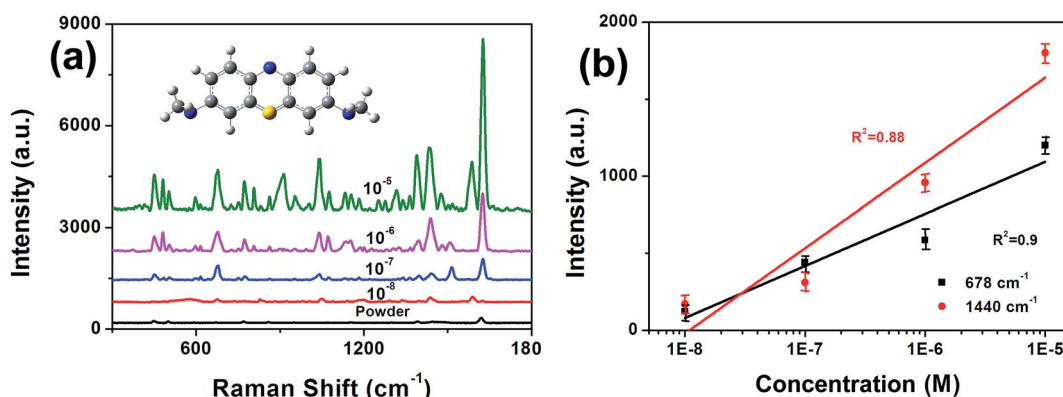 (a)
9000
6000
3000
0
Intensity (a.u.)
10-5
10-6
10-7
10-8
Powder
600
1200
180
Raman Shift (cm-1)
(b)
2000
1000
0
Intensity (a.u.)
R2=0.88
R2=0.9
678 cm-1
1440 cm-1
1E-8
1E-7
1E-6
1E-5
Concentration (M)